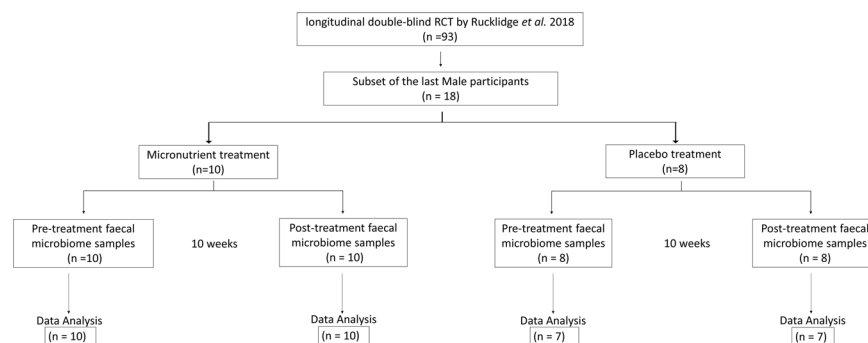 longitudinal double-blind RCT by Rucklidge et al. 2018
(n =93)
Subset of the last Male participants
(n = 18)
Micronutrient treatment
(n=10)
Placebo treatment
(n=8)
Pre-treatment faecal
microbiome samples
(n =10)
10 weeks
Post-treatment faecal
microbiome samples
(n = 10)
Pre-treatment faecal
microbiome samples
(n = 8)
10 weeks
Post-treatment faecal
microbiome samples
(n = 8)
Data Analysis
(n = 10)
Data Analysis
(n = 10)
Data Analysis
(n = 7)
Data Analysis
(n = 7)